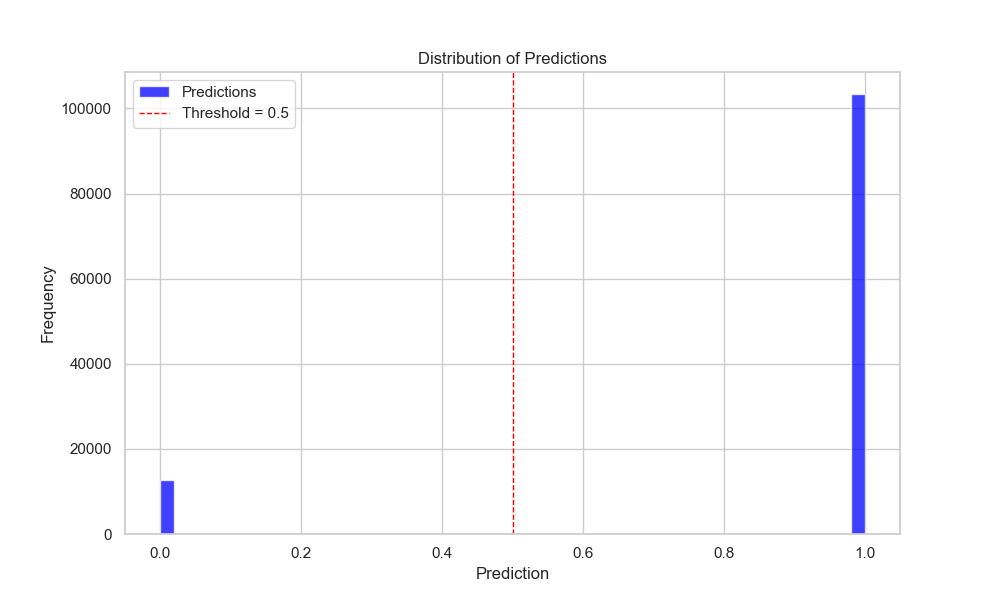 Distribution of Predictions
Predictions
Threshold = 0.5
100000
80000
60000
40000
20000
0
Frequency
0.0 0.2 0.4 0.6 0.8 1.0
Prediction